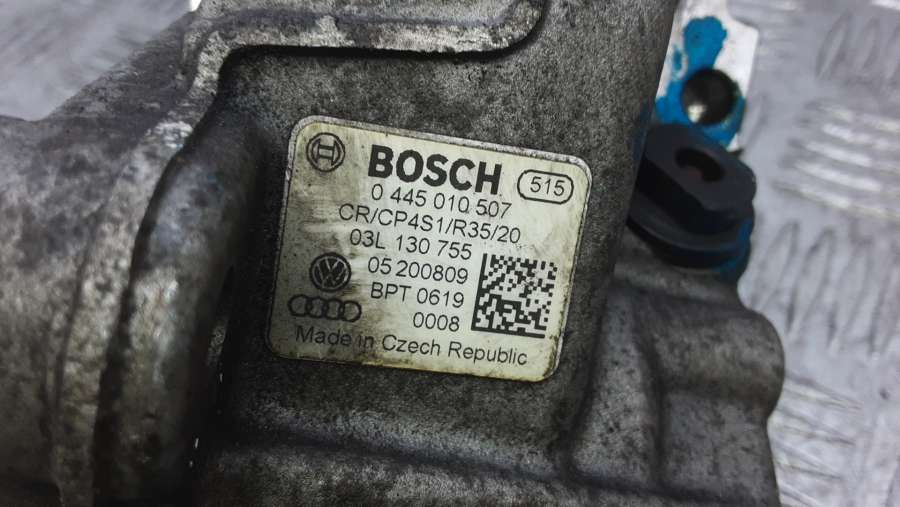 BOSCH 515
0 445 010 507
CR/CP4S1/R35/20
03L 130 755
05 200809
BPT 0619
0008
Made in Czech Republic